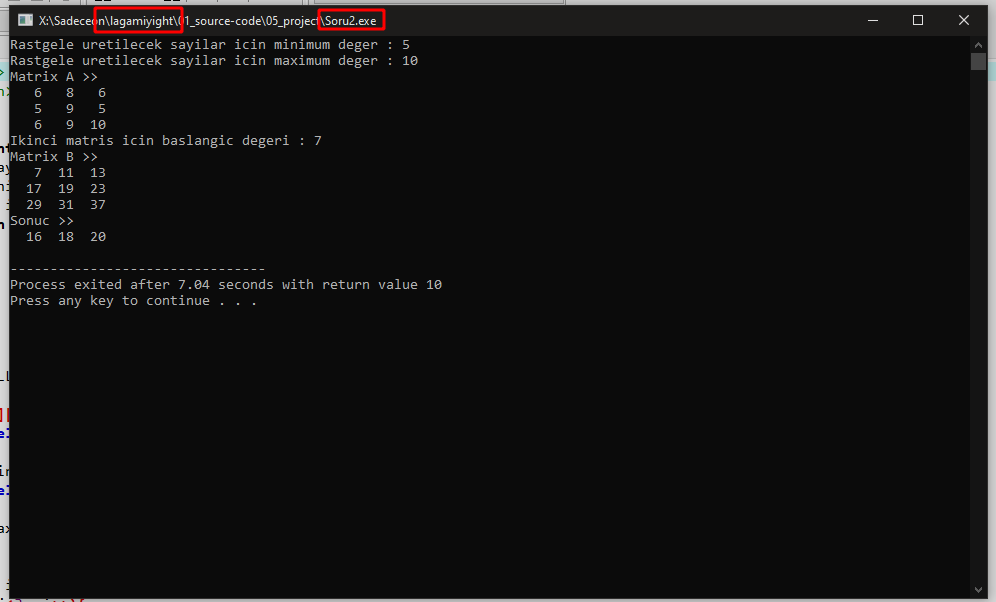 X:\Sadeceon\lagamiyight\01_source-code\05_project\Soru2.exe
Rastgele uretilecek sayilar icin minimum deger : 5
Rastgele uretilecek sayilar icin maximum deger : 10
Matrix A >>
6 8 6
5 9 5
6 9 10
Ikinci matris icin baslangic degeri : 7
Matrix B >>
7 11 13
17 19 23
29 31 37
Sonuc >>
16 18 20
--------------------------------
Process exited after 7.04 seconds with return value 10
Press any key to continue . . .